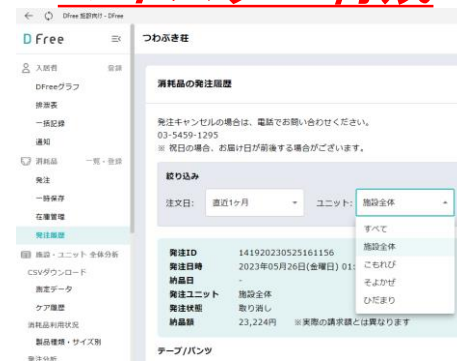 DFree 施設向け - DFree
DFree
つわぶき荘
入居者 登録
DFreeグラフ
排泄表
一括記録
通知
消耗品 一覧・登録
発注
一時保存
在庫管理
発注履歴
施設・ユニット 全体分析
CSVダウンロード
測定データ
ケア履歴
消耗品利用状況
製品種類・サイズ別
発注分析
消耗品の発注履歴
発注キャンセルの場合は、電話でお問い合わせください。
03-5459-1295
※ 祝日の場合、お届け日が前後する場合がございます。
絞り込み
注文日: 直近1ヶ月 ユニット: 施設全体
すべて
施設全体
こもれび
そよかぜ
ひだまり
発注ID 141920230525161156
発注日時 2023年05月26日(金曜日) 01:
納品日 -
発注ユニット 施設全体
発注状態 取り消し
納品額 23,224円 ※実際の請求額とは異なります
テープ/パンツ